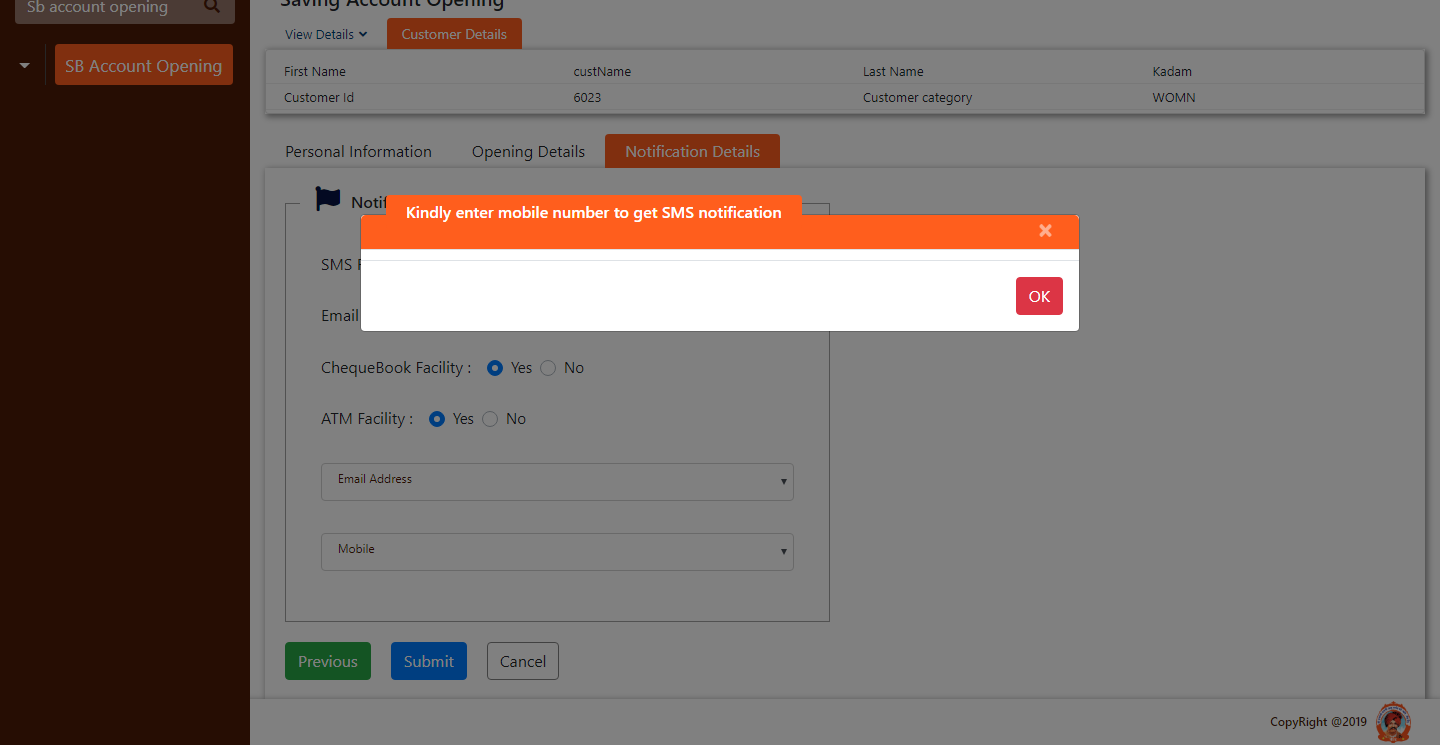 Saving Account Opening
Sb account opening
View Details
Customer Details
SB Account Opening
First Name custName Last Name Kadam
Customer Id 6023 Customer category WOMN
Personal Information Opening Details Notification Details
Kindly enter mobile number to get SMS notification
×
OK
SMS
Email
ChequeBook Facility : Yes No
ATM Facility : Yes No
Email Address
Mobile
Previous Submit Cancel
CopyRight @2019